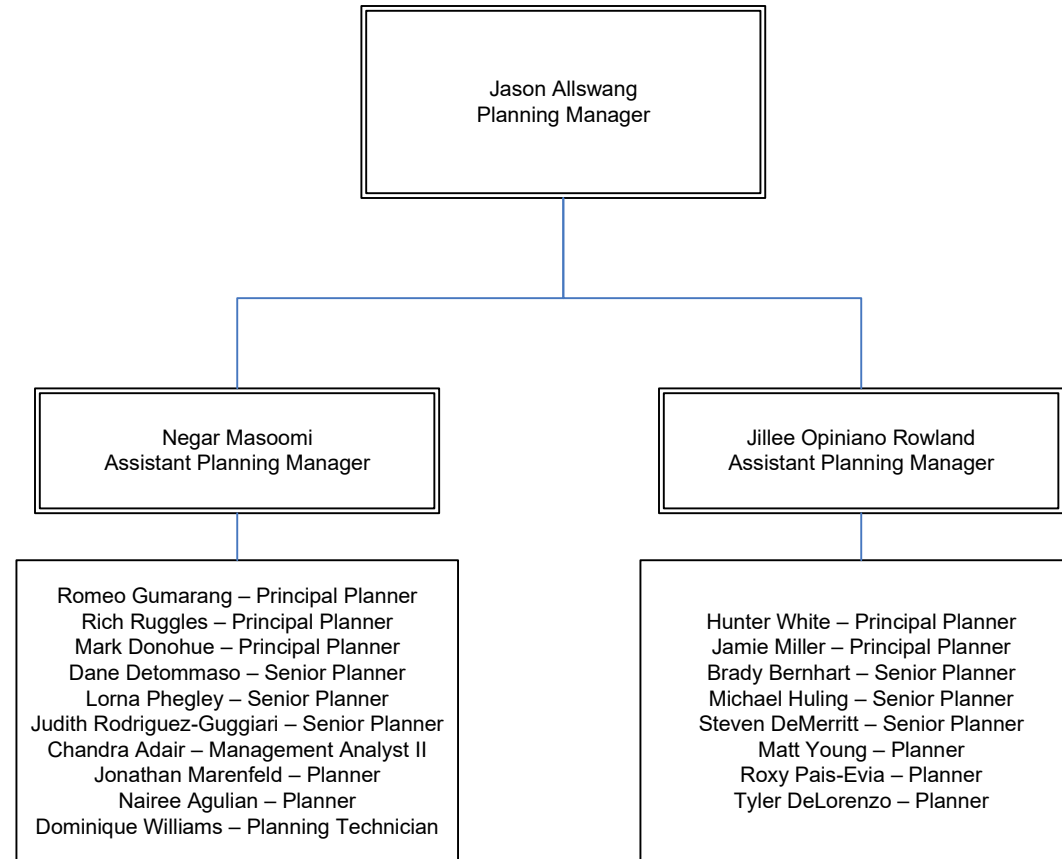 Jason Allswang
Planning Manager
Negar Masoomi
Assistant Planning Manager
Jillee Opiniano Rowland
Assistant Planning Manager
Romeo Gumarang – Principal Planner
Rich Ruggles – Principal Planner
Mark Donohue – Principal Planner
Dane Detommaso – Senior Planner
Lorna Phegley – Senior Planner
Judith Rodriguez-Guggiari – Senior Planner
Chandra Adair – Management Analyst II
Jonathan Marenfeld – Planner
Nairee Agulian – Planner
Dominique Williams – Planning Technician
Hunter White – Principal Planner
Jamie Miller – Principal Planner
Brady Bernhart – Senior Planner
Michael Huling – Senior Planner
Steven DeMerritt – Senior Planner
Matt Young – Planner
Roxy Pais-Evia – Planner
Tyler DeLorenzo – Planner